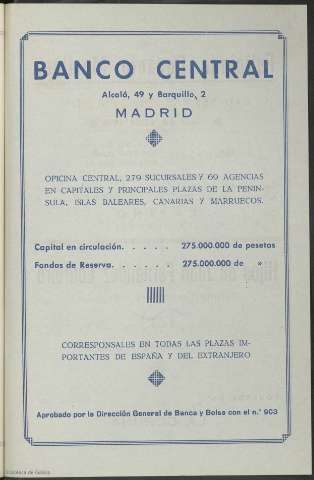 BANCO CENTRAL
Alcalá, 49 y Barquillo, 2
MADRID
OFICINA CENTRAL, 279 SUCURSALES Y 69 AGENCIAS
EN CAPITALES Y PRINCIPALES PLAZAS DE LA PENIN-
SULA, ISLAS BALEARES, CANARIAS Y MARRUECOS.
Capital en circulación. . . . . 275.000.000 de pesetas
Fondos de Reserva. . . . . . 275.000.000 de »
CORRESPONSALES EN TODAS LAS PLAZAS IM-
PORTANTES DE ESPAÑA Y DEL EXTRANJERO
Aprobado por la Dirección General de Banca y Bolsa con el n.º 903